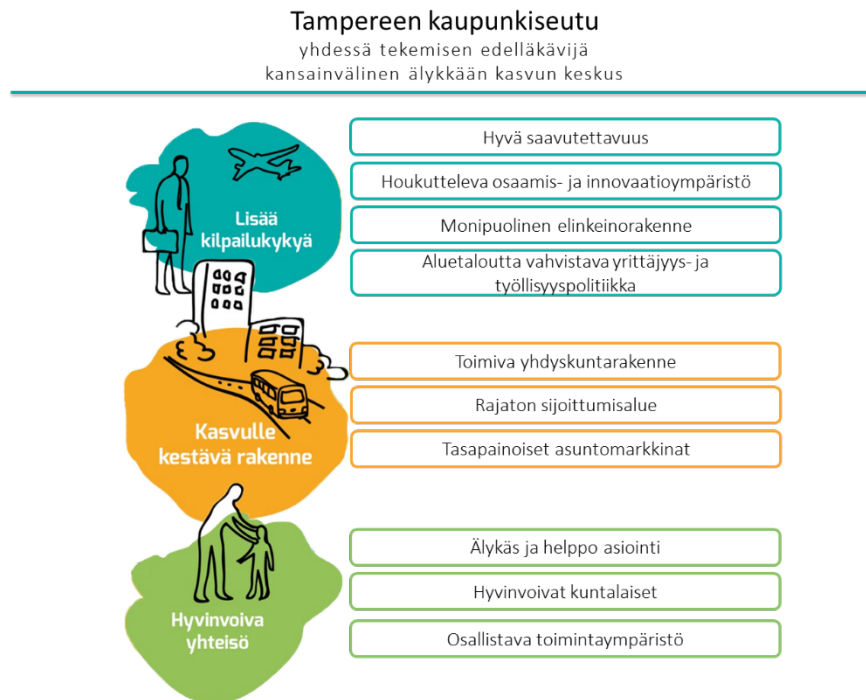 Tampereen kaupunkiseutu
yhdessä tekemisen edelläkävijä
kansainvälinen älykkään kasvun keskus
Lisää
kilpailukykyä
Hyvä saavutettavuus
Houkutteleva osaamis- ja innovaatioympäristö
Monipuolinen elinkeinorakenne
Aluetaloutta vahvistava yrittäjyys- ja
työllisyyspolitiikka
Kasvulle
kestävä rakenne
Toimiva yhdyskuntarakenne
Rajaton sijoittumisalue
Tasapainoiset asuntomarkkinat
Hyvinvoiva
yhteisö
Älykäs ja helppo asiointi
Hyvinvoivat kuntalaiset
Osallistava toimintaympäristö